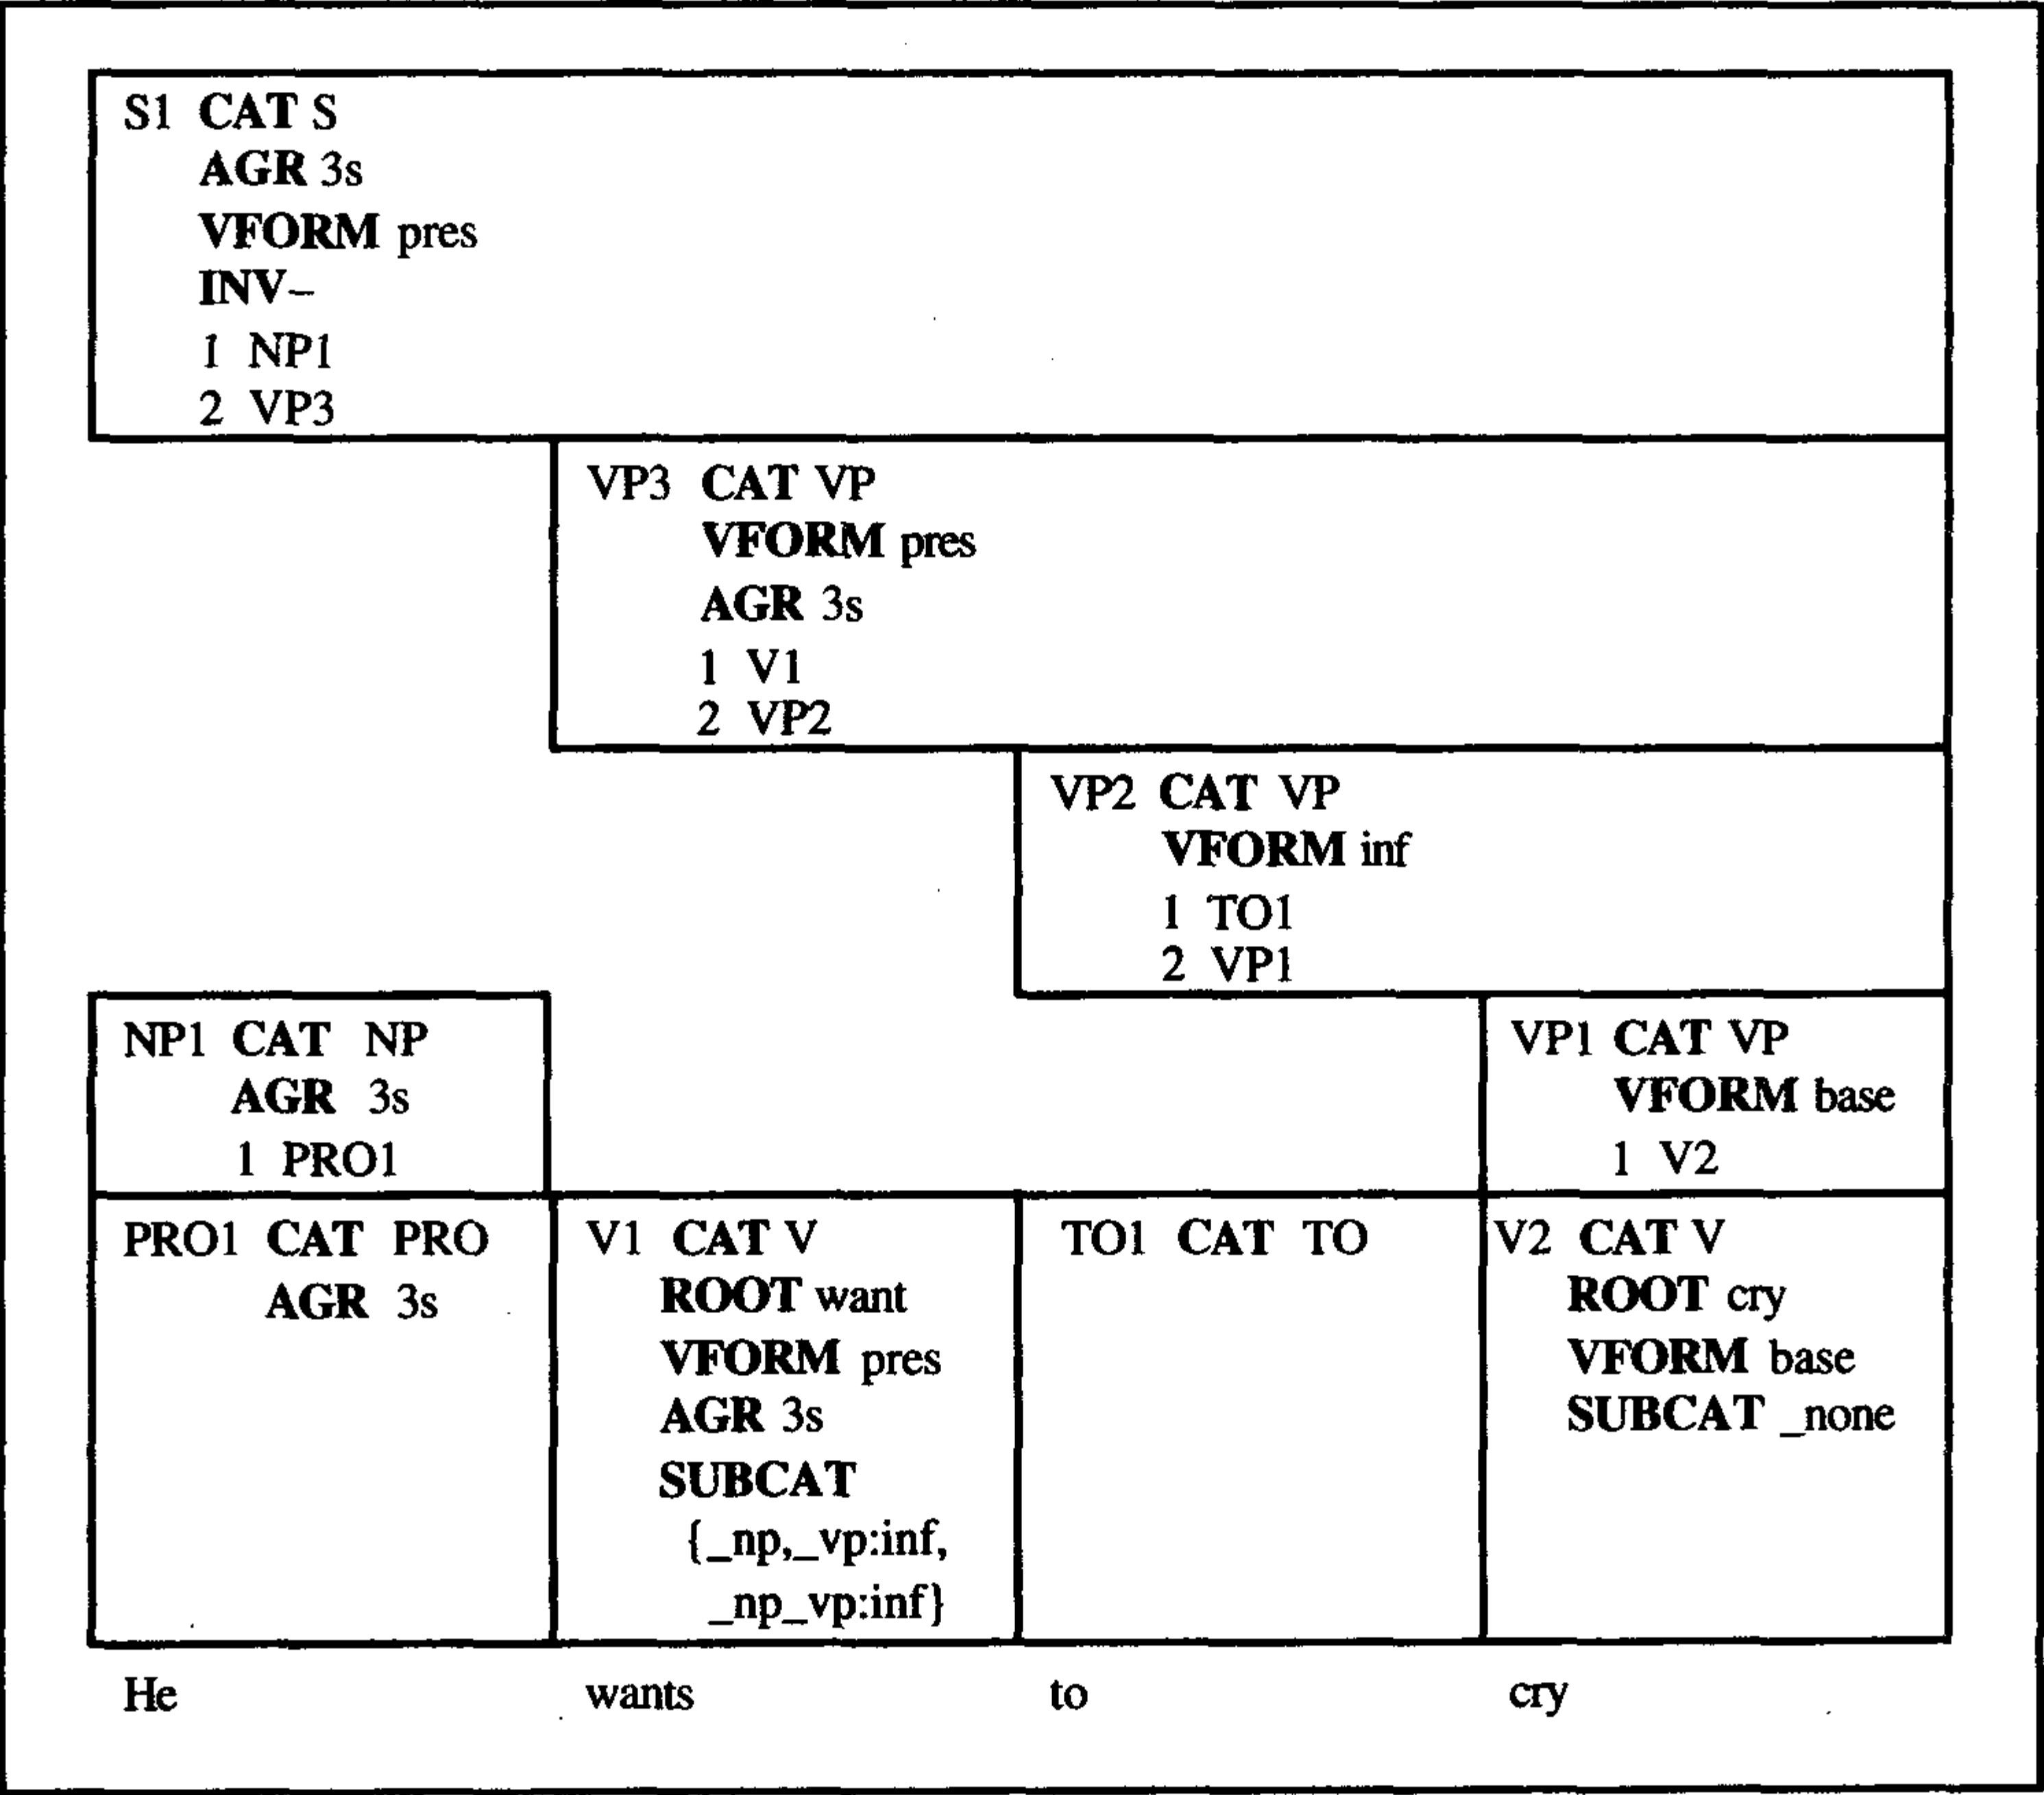 S1 CAT S
AGR 3s
VFORM pres
INV–
1 NP1
2 VP3
VP3 CAT VP
VFORM pres
AGR 3s
1 V1
2 VP2
VP2 CAT VP
VFORM inf
1 TO1
2 VP1
NP1 CAT NP
AGR 3s
1 PRO1
VP1 CAT VP
VFORM base
1 V2
PRO1 CAT PRO
AGR 3s
V1 CAT V
ROOT want
VFORM pres
AGR 3s
SUBCAT
{_np,_vp:inf,
_np_vp:inf}
TO1 CAT TO
V2 CAT V
ROOT cry
VFORM base
SUBCAT _none
He wants to cry